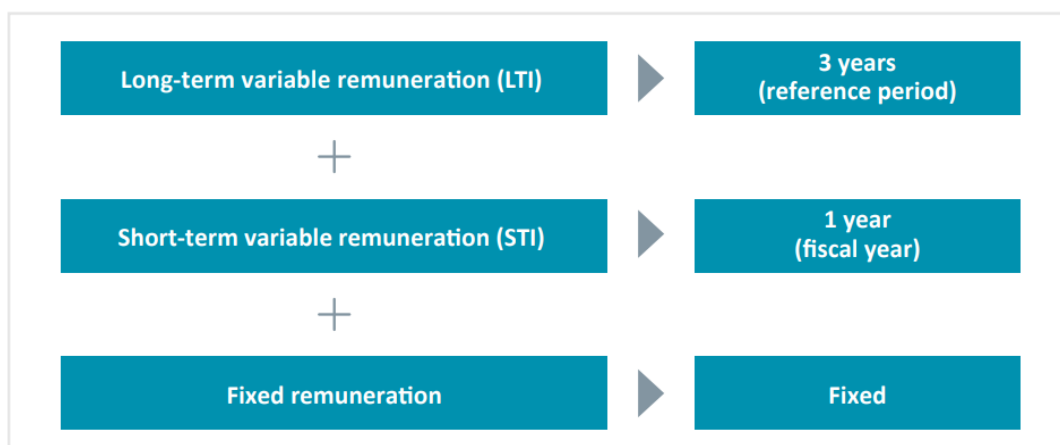 Long-term variable remuneration (LTI)
3 years
(reference period)
+
Short-term variable remuneration (STI)
1 year
(fiscal year)
+
Fixed remuneration
Fixed